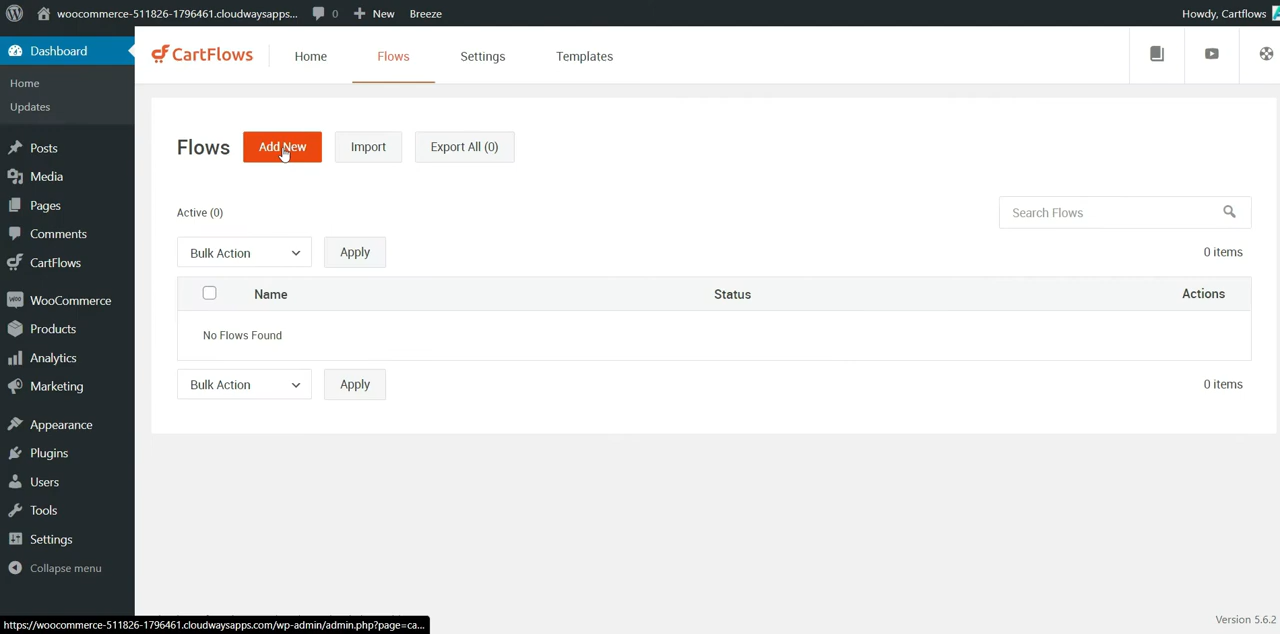 woocommerce-511826-1796461.cloudwaysapps... 0 New Breeze Howdy, Cartflows
Dashboard
Home
Updates
Posts
Media
Pages
Comments
CartFlows
WooCommerce
Products
Analytics
Marketing
Appearance
Plugins
Users
Tools
Settings
Collapse menu
CartFlows Home Flows Settings Templates
Flows Add New Import Export All (0)
Active (0) Search Flows
Bulk Action Apply 0 items
Name Status Actions
No Flows Found
Bulk Action Apply 0 items
Version 5.6.2
https://woocommerce-511826-1796461.cloudwaysapps.com/wp-admin/admin.php?page=ca...